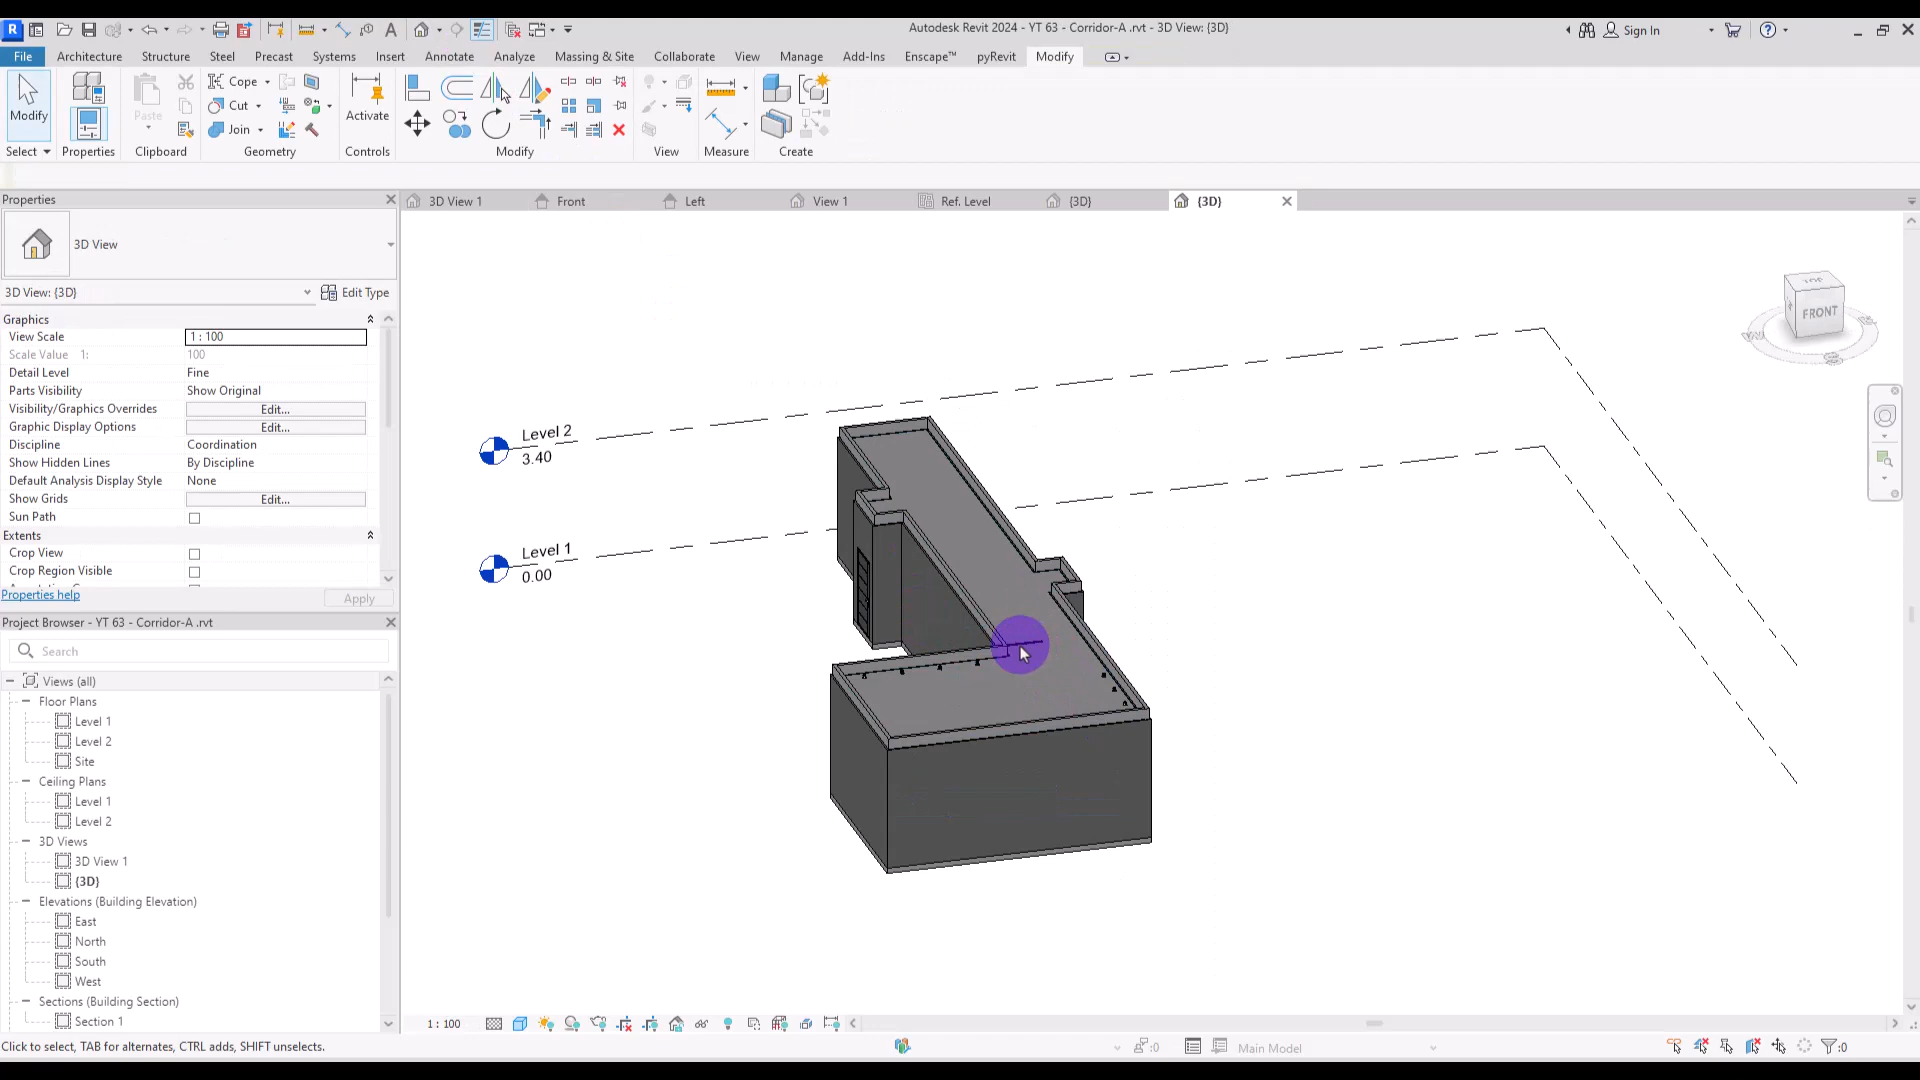 Autodesk Revit 2024 - YT 63 - Corridor-A .rvt - 3D View: {3D}
Sign In
File Architecture Structure Steel Precast Systems Insert Annotate Analyze Massing & Site Collaborate View Manage Add-Ins Enscape™ pyRevit Modify
Modify
Paste
Cope
Cut
Join
Activate
Select Properties Clipboard Geometry Controls Modify View Measure Create
Properties
3D View
3D View: {3D}
Edit Type
Graphics
View Scale 1 : 100
Scale Value 1: 100
Detail Level Fine
Parts Visibility Show Original
Visibility/Graphics Overrides Edit...
Graphic Display Options Edit...
Discipline Coordination
Show Hidden Lines By Discipline
Default Analysis Display Style None
Show Grids Edit...
Sun Path
Extents
Crop View
Crop Region Visible
Properties help
Apply
Project Browser - YT 63 - Corridor-A .rvt
Search
Views (all)
Floor Plans
Level 1
Level 2
Site
Ceiling Plans
Level 1
Level 2
3D Views
3D View 1
{3D}
Elevations (Building Elevation)
East
North
South
West
Sections (Building Section)
Section 1
3D View 1 Front Left View 1 Ref. Level {3D} {3D}
Level 2
3.40
Level 1
0.00
TOP
FRONT
1 : 100
Click to select, TAB for alternates, CTRL adds, SHIFT unselects.
:0
Main Model
:0